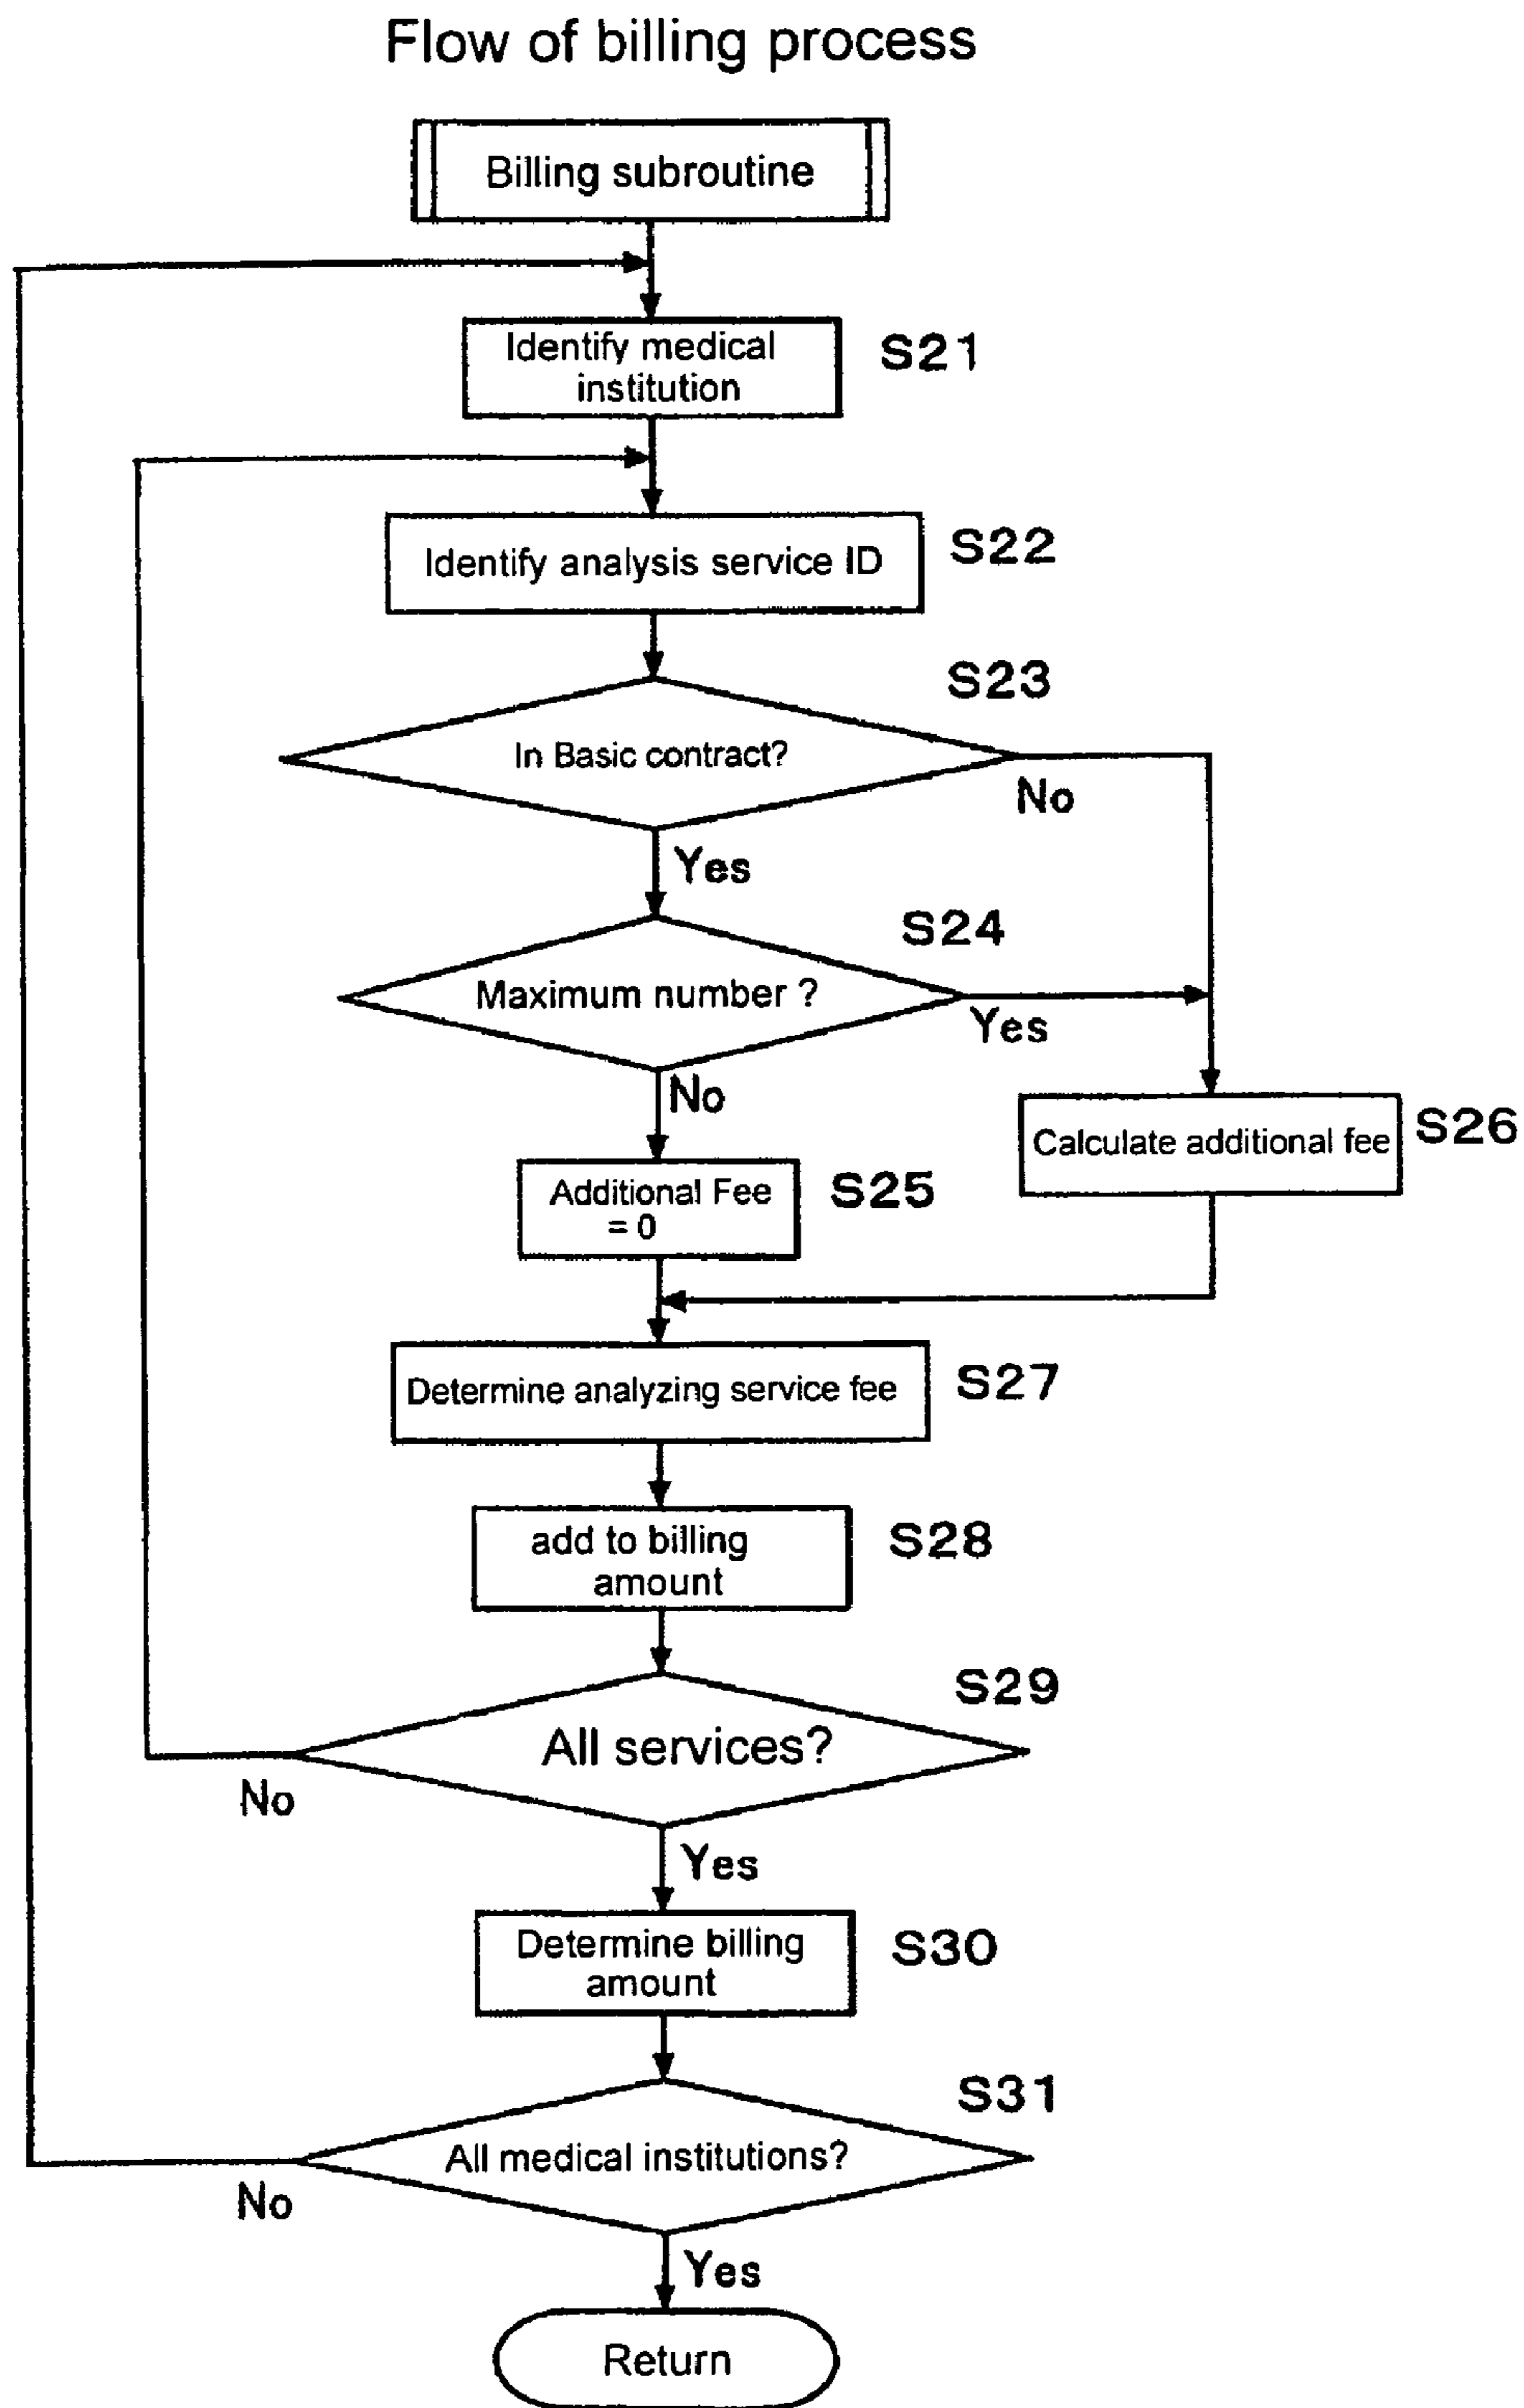 Flow of billing process
Billing subroutine
Identify medical
institution
S21
Identify analysis service ID
S22
In Basic contract?
S23
No
Yes
Maximum number ?
S24
Yes
No
Additional Fee
= 0
S25
Calculate additional fee
S26
Determine analyzing service fee
S27
add to billing
amount
S28
All services?
S29
No
Yes
Determine billing
amount
S30
All medical institutions?
S31
No
Yes
Return